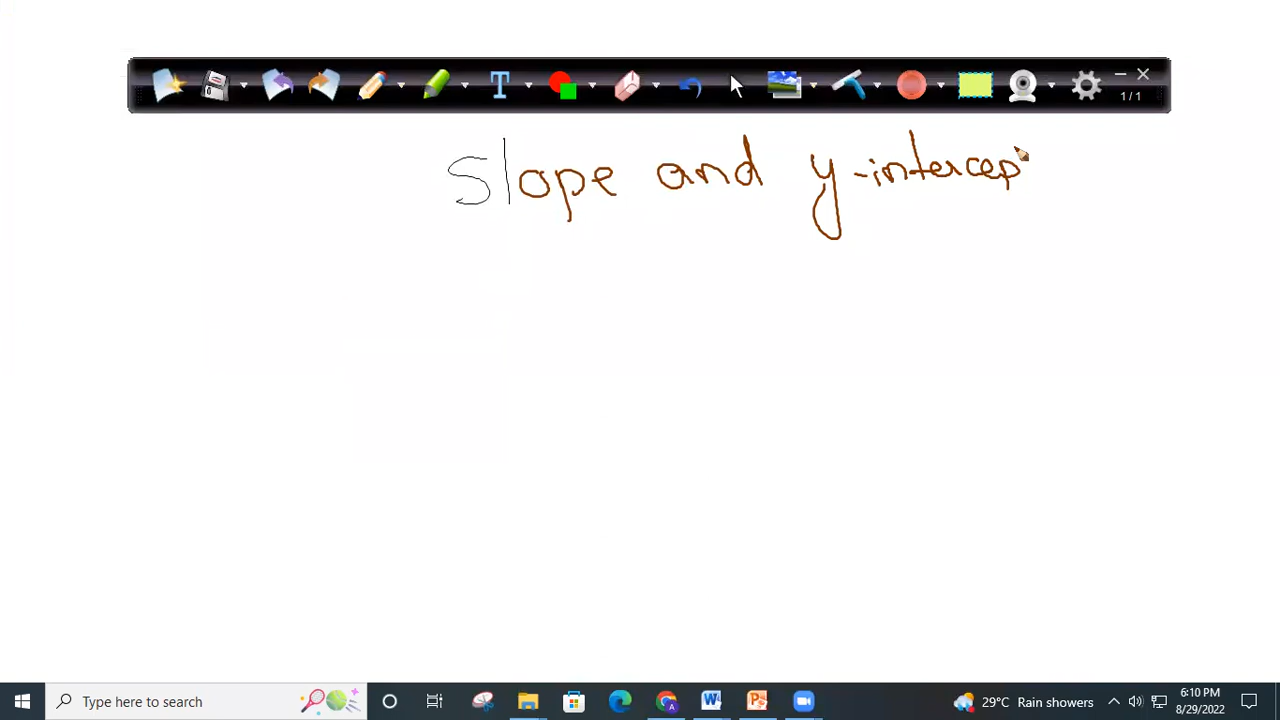 1/1
Slope and y-intercep
Type here to search
29°C Rain showers
6:10 PM
8/29/2022